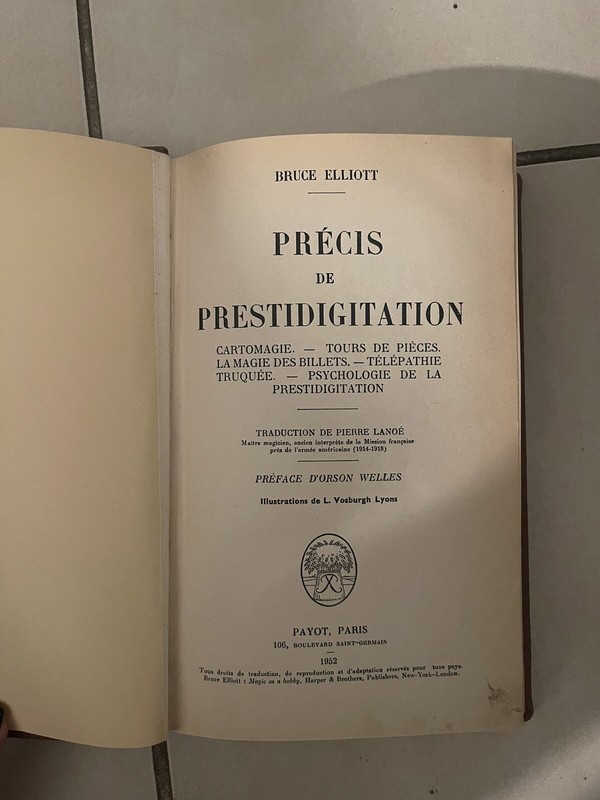 BRUCE ELLIOTT
PRÉCIS
DE
PRESTIDIGITATION
CARTOMAGIE. — TOURS DE PIÈCES.
LA MAGIE DES BILLETS. — TÉLÉPATHIE
TRUQUÉE. — PSYCHOLOGIE DE LA
PRESTIDIGITATION
TRADUCTION DE PIERRE LANOÉ
Maître magicien, ancien interprète de la Mission française
près de l'armée américaine (1914-1918)
PRÉFACE D'ORSON WELLES
Illustrations de L. Vosburgh Lyons
PAYOT, PARIS
106, BOULEVARD SAINT-GERMAIN
1952
Tous droits de traduction, de reproduction et d'adaptation réservés pour tous pays.
Bruce Elliott : Magic as a hobby, Harper & Brothers, Publishers, New-York-London.